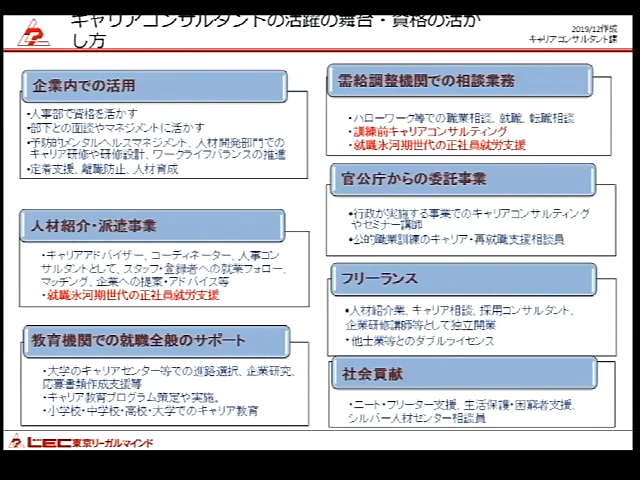 キャリアコンサルタントの活躍の舞台・資格の活か
し方
2019/12作成
キャリアコンサルタント課
企業内での活用
・人事部で資格を活かす
・部下との面談やマネジメントに活かす
・予防的メンタルヘルスマネジメント、人材開発部門での
キャリア研修や研修設計、ワークライフバランスの推進
・定着支援、離職防止、人材育成
人材紹介・派遣事業
・キャリアアドバイザー、コーディネーター、人事コン
サルタントとして、スタッフ・登録者への就業フォロー、
マッチング、企業への提案・アドバイス等
・就職氷河期世代の正社員就労支援
教育機関での就職全般のサポート
・大学のキャリアセンター等での進路選択、企業研究、
応募書類作成支援等
・キャリア教育プログラム策定や実施。
・小学校・中学校・高校・大学でのキャリア教育
需給調整機関での相談業務
・ハローワーク等での職業相談、就職、転職相談
・訓練前キャリアコンサルティング
・就職氷河期世代の正社員就労支援
官公庁からの委託事業
・行政が実施する事業でのキャリアコンサルティング
やセミナー講師
・公的職業訓練のキャリア・再就職支援相談員
フリーランス
・人材紹介業、キャリア相談、採用コンサルタント、
企業研修講師等として独立開業
・他士業等とのダブルライセンス
社会貢献
・ニート・フリーター支援、生活保護・困窮者支援、
シルバー人材センター相談員
LEC東京リーガルマインド